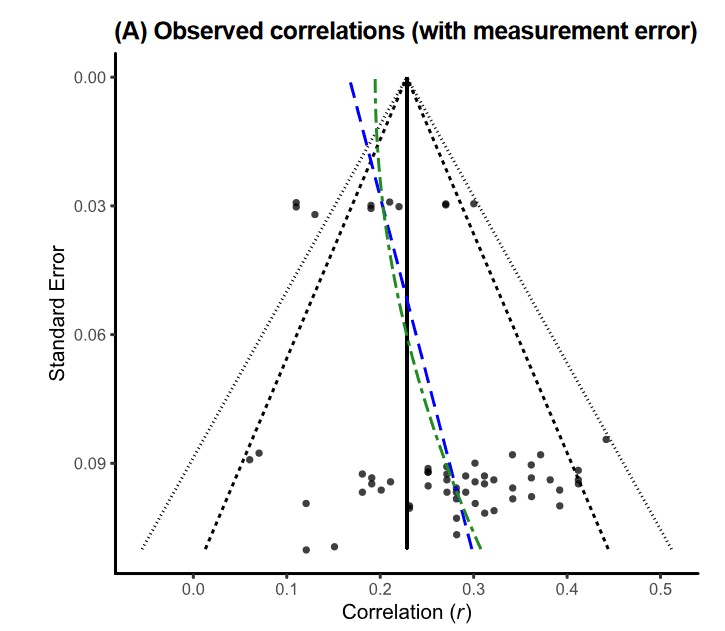 (A) Observed correlations (with measurement error)
0.00
0.03
0.06
0.09
Standard Error
0.0 0.1 0.2 0.3 0.4 0.5
Correlation (r)